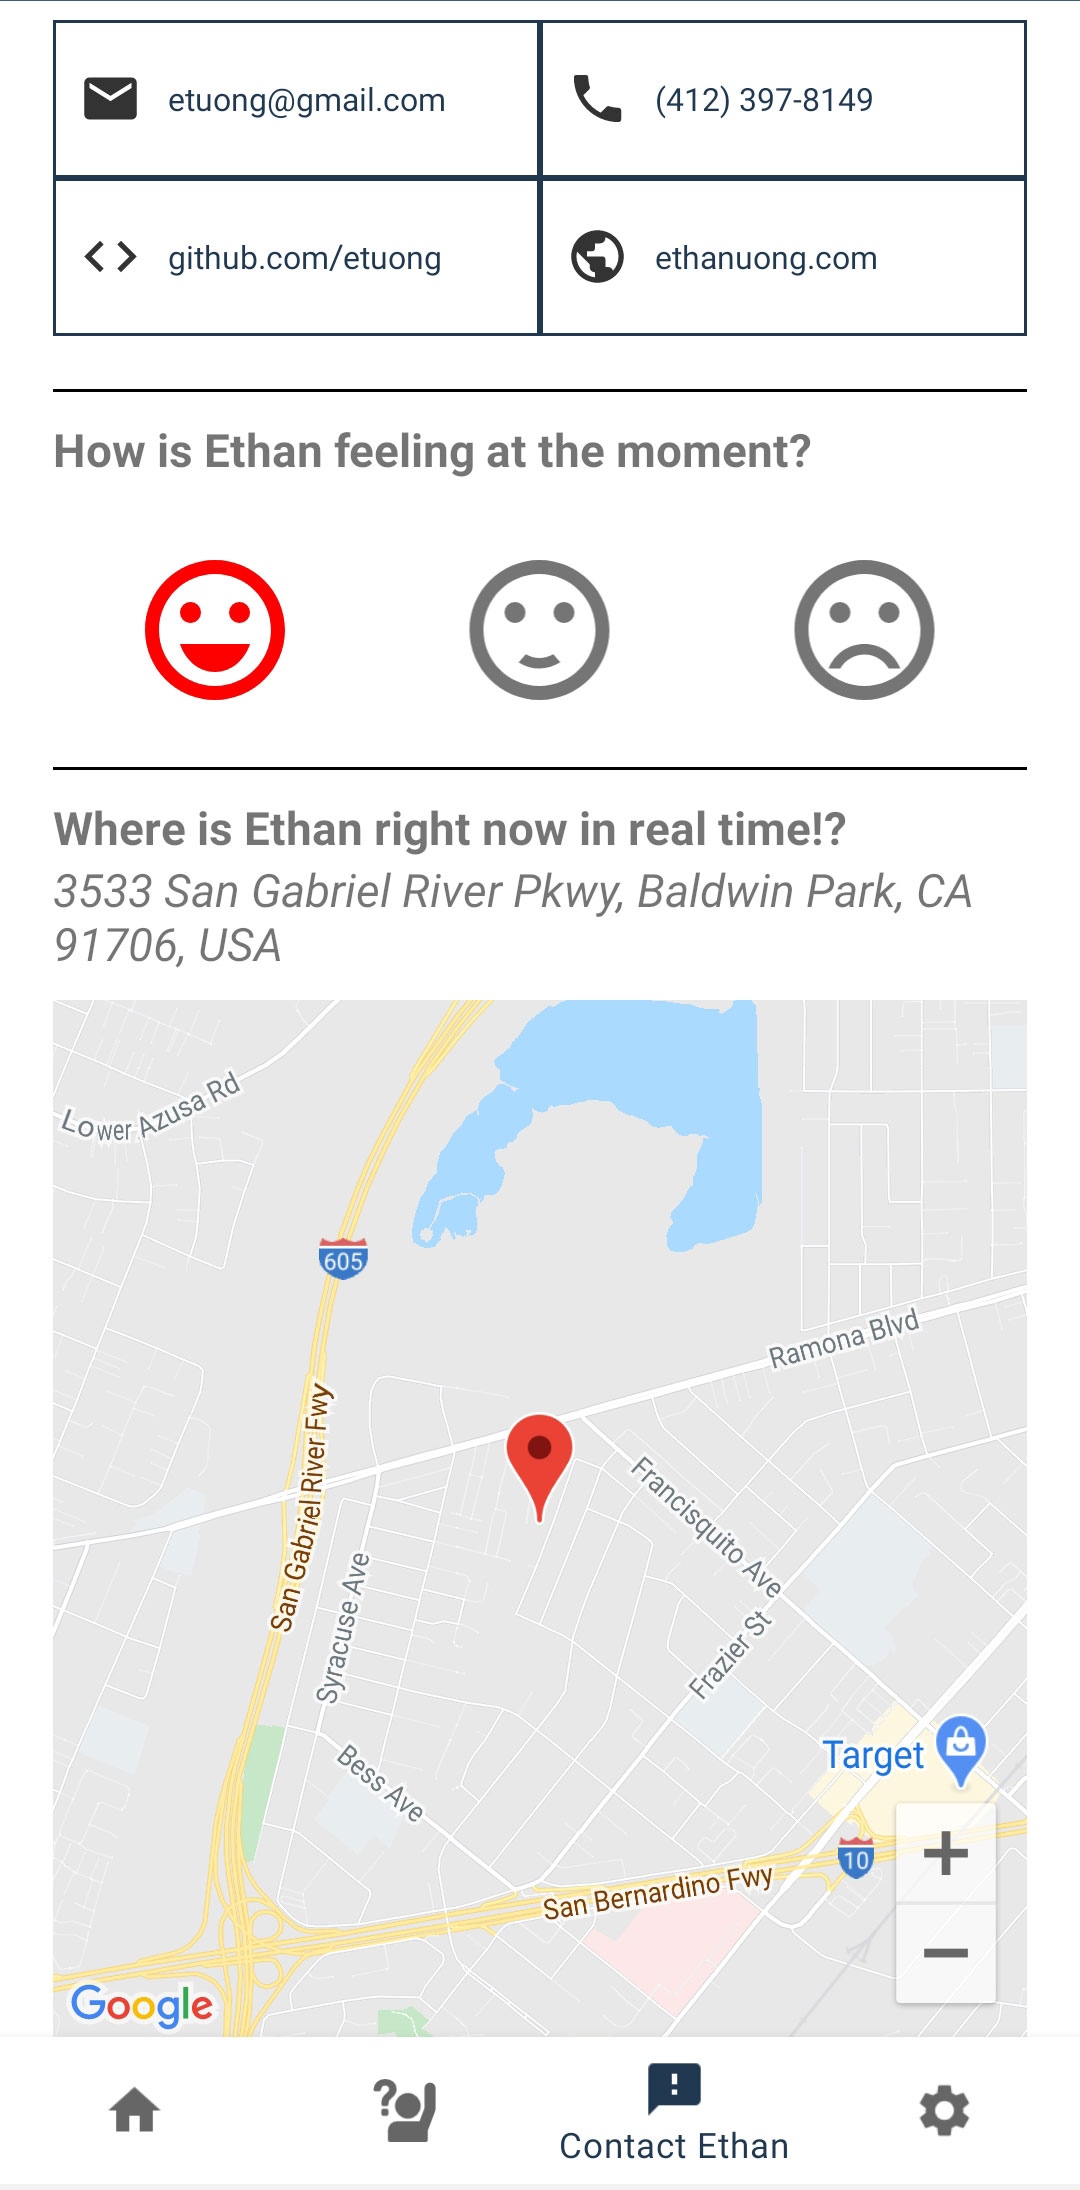 etuong@gmail.com
(412) 397-8149
github.com/etuong
ethanuong.com
How is Ethan feeling at the moment?
Where is Ethan right now in real time!?
3533 San Gabriel River Pkwy, Baldwin Park, CA
91706, USA
Lower Azusa Rd
605
Ramona Blvd
San Gabriel River Fwy
Francisquito Ave
Syracuse Ave
Frazier St
Bess Ave
Target
10
San Bernardino Fwy
Google
Contact Ethan